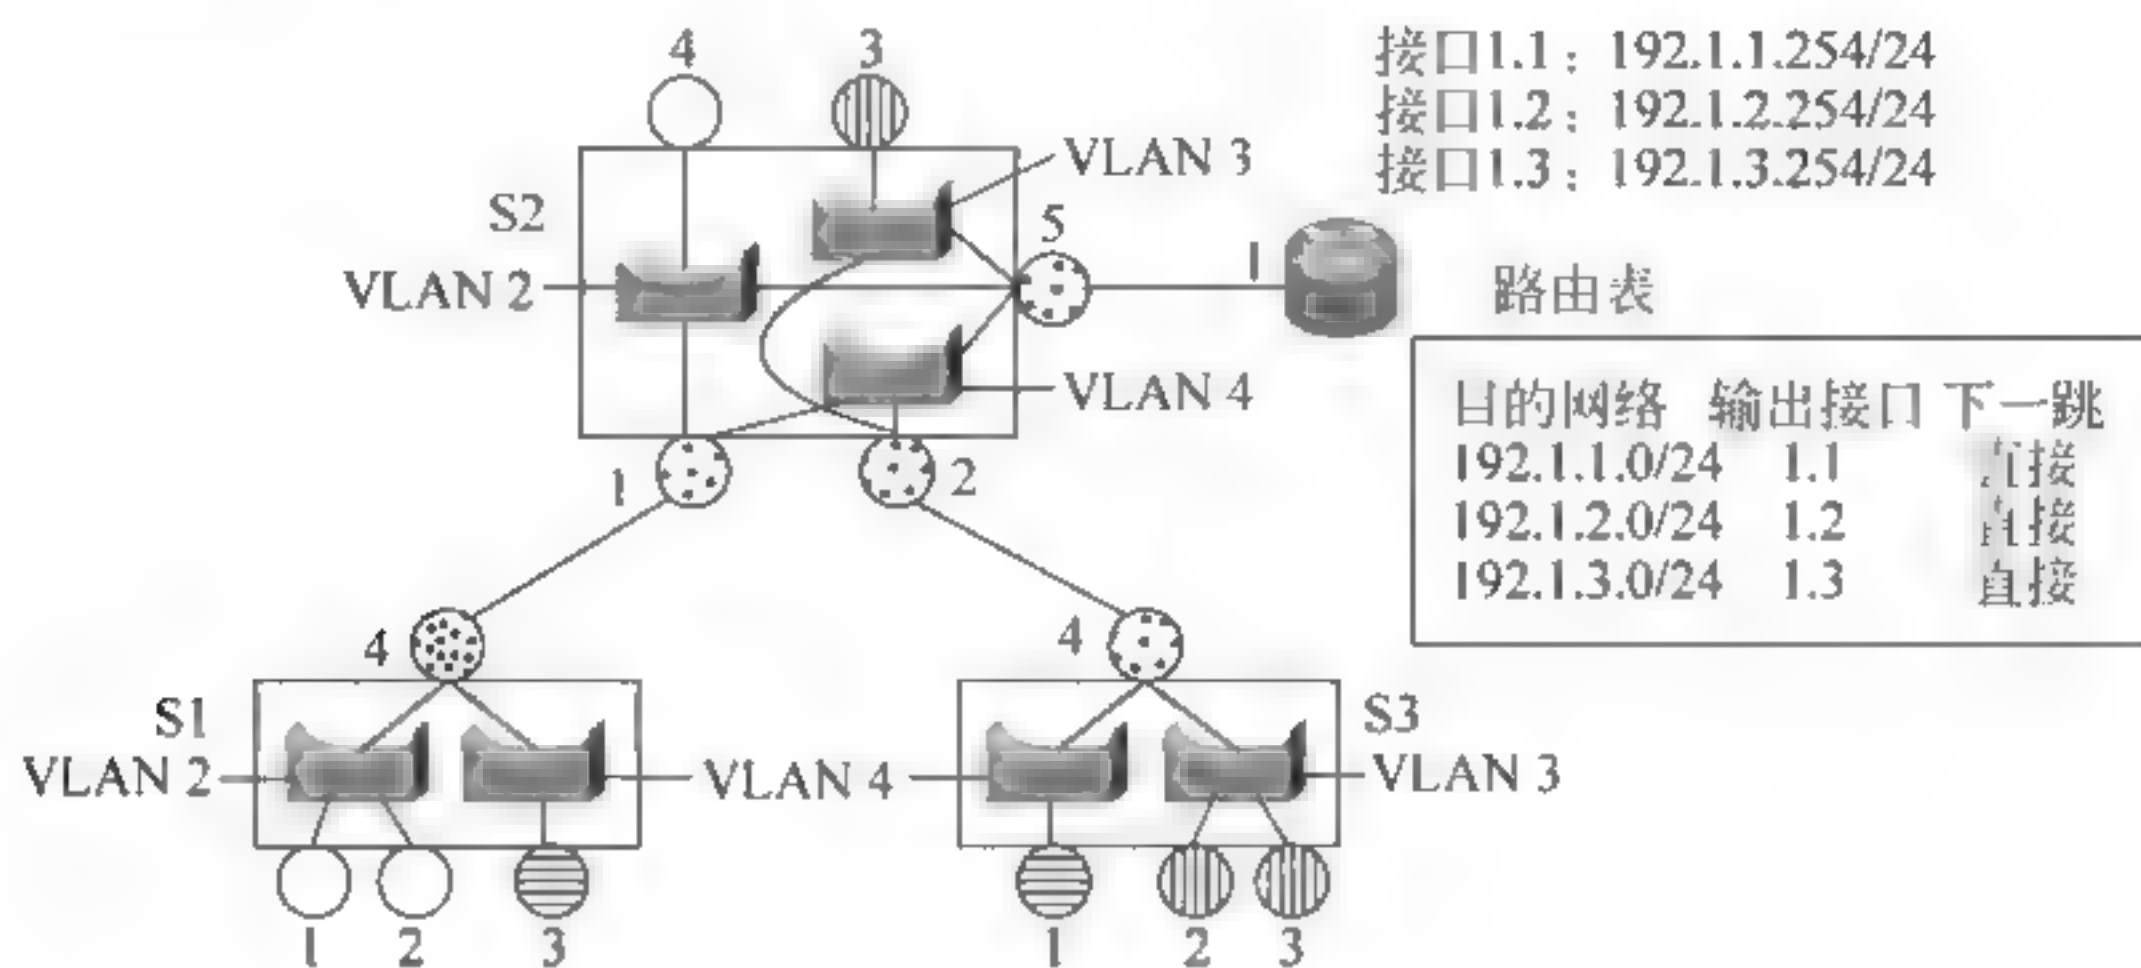 4
3
接口1.1：192.1.1.254/24
接口1.2：192.1.2.254/24
接口1.3：192.1.3.254/24
VLAN 3
S2
5
1
VLAN 2
路由表
VLAN 4
目的网络 输出接口 下一跳
192.1.1.0/24 1.1 直接
192.1.2.0/24 1.2 直接
192.1.3.0/24 1.3 直接
1
2
4
4
S1
S3
VLAN 2
VLAN 4
VLAN 3
1 2 3
1 2 3